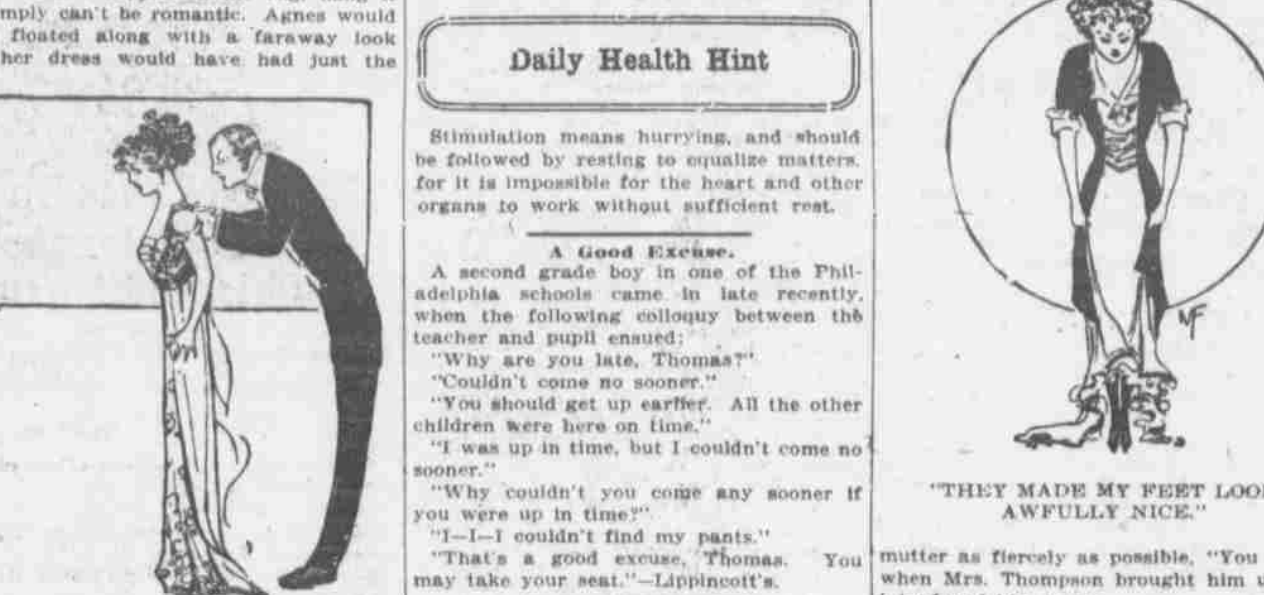 mply can't be romantic. Agnes would
floated along with a faraway look
her dress would have had just the
Daily Health Hint
Stimulation means hurrying, and should
be followed by resting to equalize matters,
for it is impossible for the heart and other
organs to work without sufficient rest.
A Good Excuse.
A second grade boy in one of the Phil-
adelphia schools came in late recently,
when the following colloquy between the
teacher and pupil ensued:
"Why are you late, Thomas?"
"Couldn't come no sooner."
"You should get up earlier. All the other
children were here on time."
"I was up in time, but I couldn't come no
sooner."
"Why couldn't you come any sooner if
you were up in time?"
"I—I—I couldn't find my pants."
"That's a good excuse, Thomas. You
may take your seat."—Lippincott's.
MF
"THEY MADE MY FEET LOO
AWFULLY NICE."
mutter as fiercely as possible, "You
when Mrs. Thompson brought him u